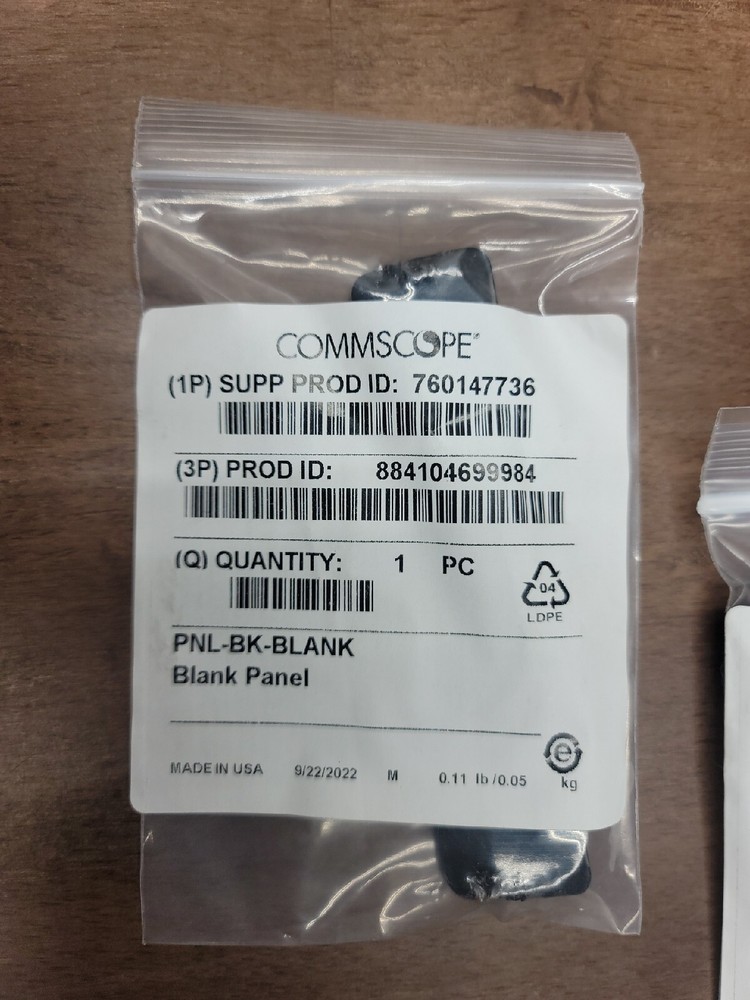 COMMSCOPE®
(1P) SUPP PROD ID: 760147736
(3P) PROD ID: 884104699984
(Q) QUANTITY: 1 PC
04
LDPE
PNL-BK-BLANK
Blank Panel
e
MADE IN USA 9/22/2022 M 0.11 lb /0.05 kg